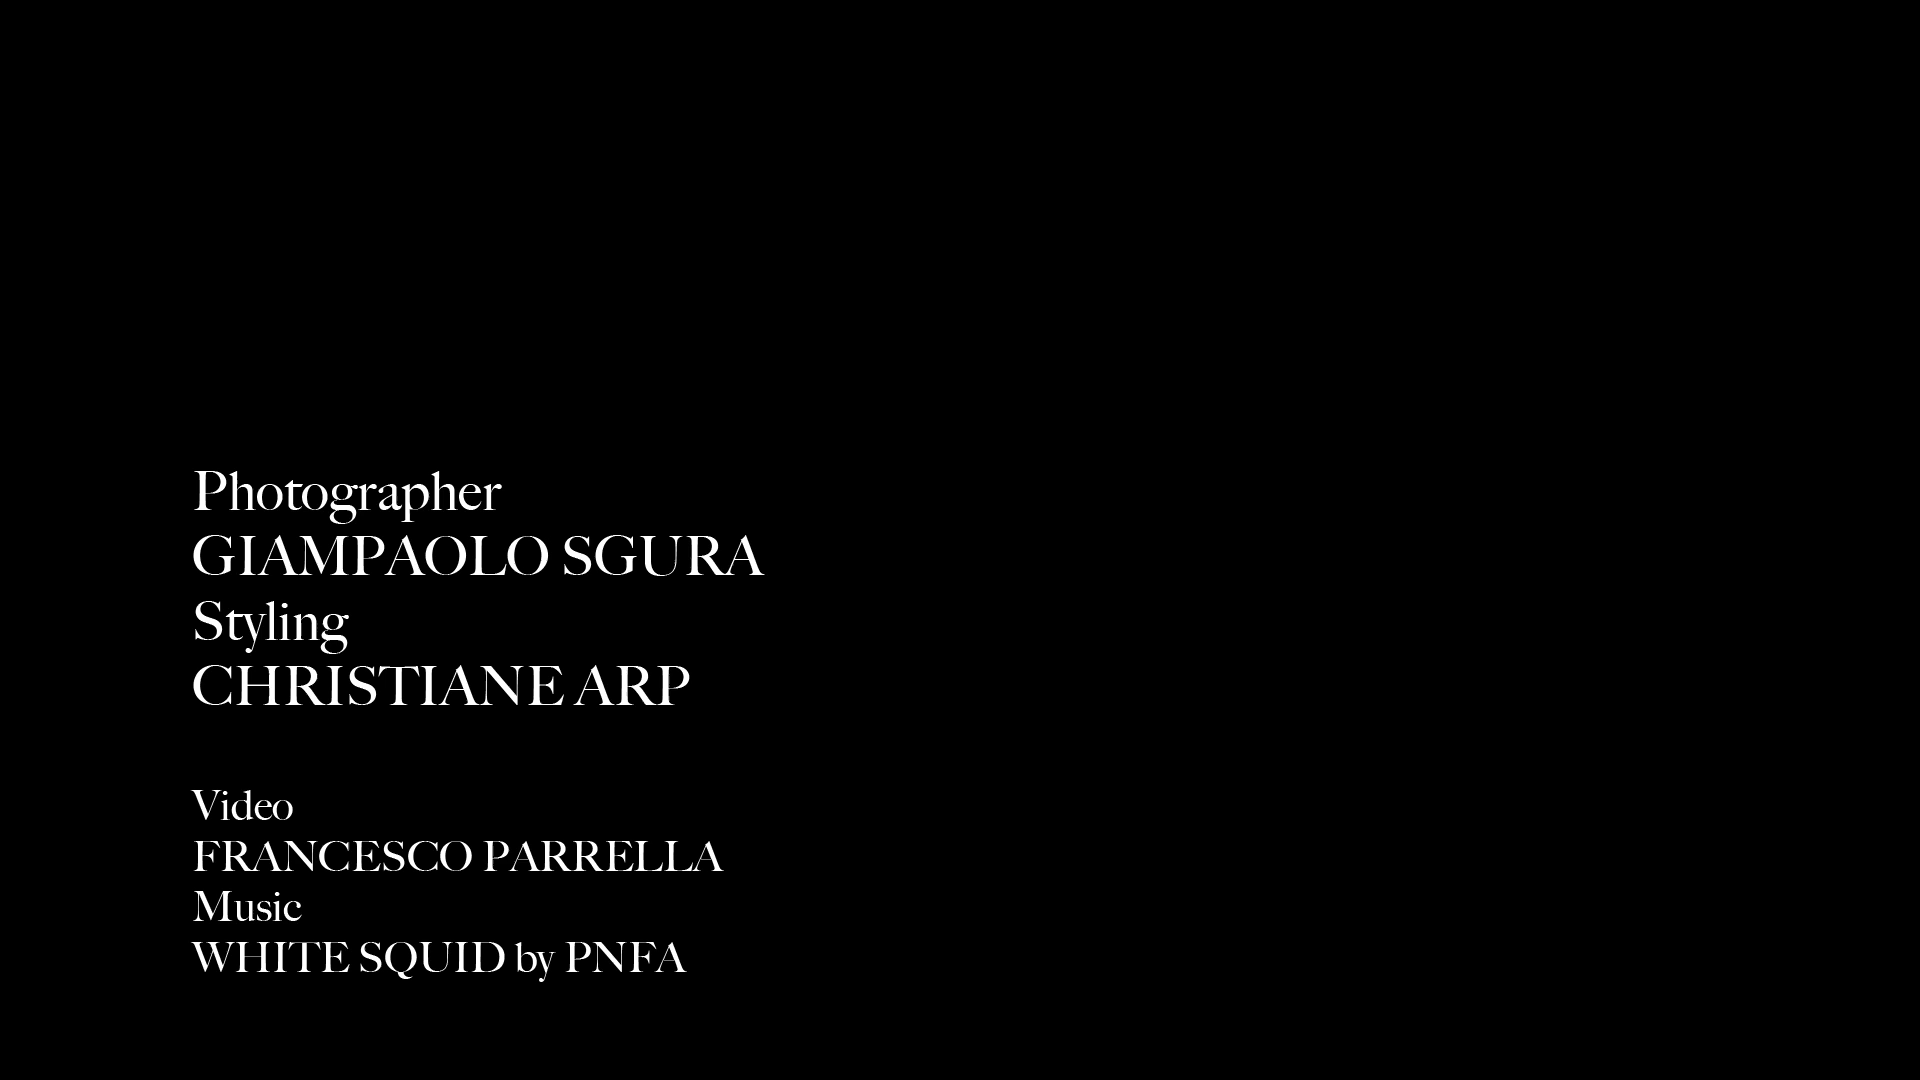 Photographer
GIAMPAOLO SGURA
Styling
CHRISTIANE ARP
Video
FRANCESCO PARRELLA
Music
WHITE SQUID by PNFA